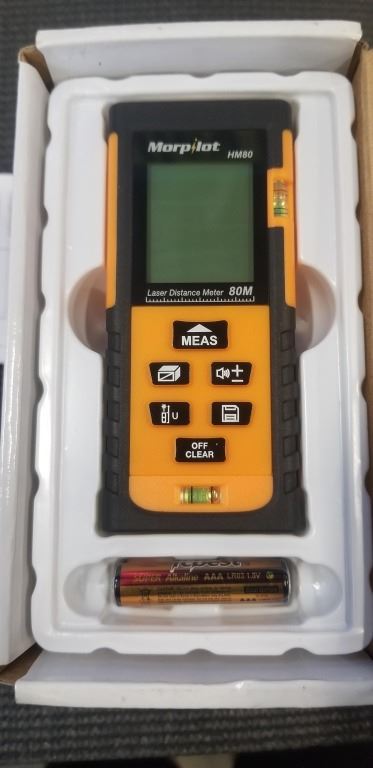 Morpilot
HM80
Laser Distance Meter 80M
MEAS
U
OFF
CLEAR
SUPER Alkaline AAA LR03 1.5V